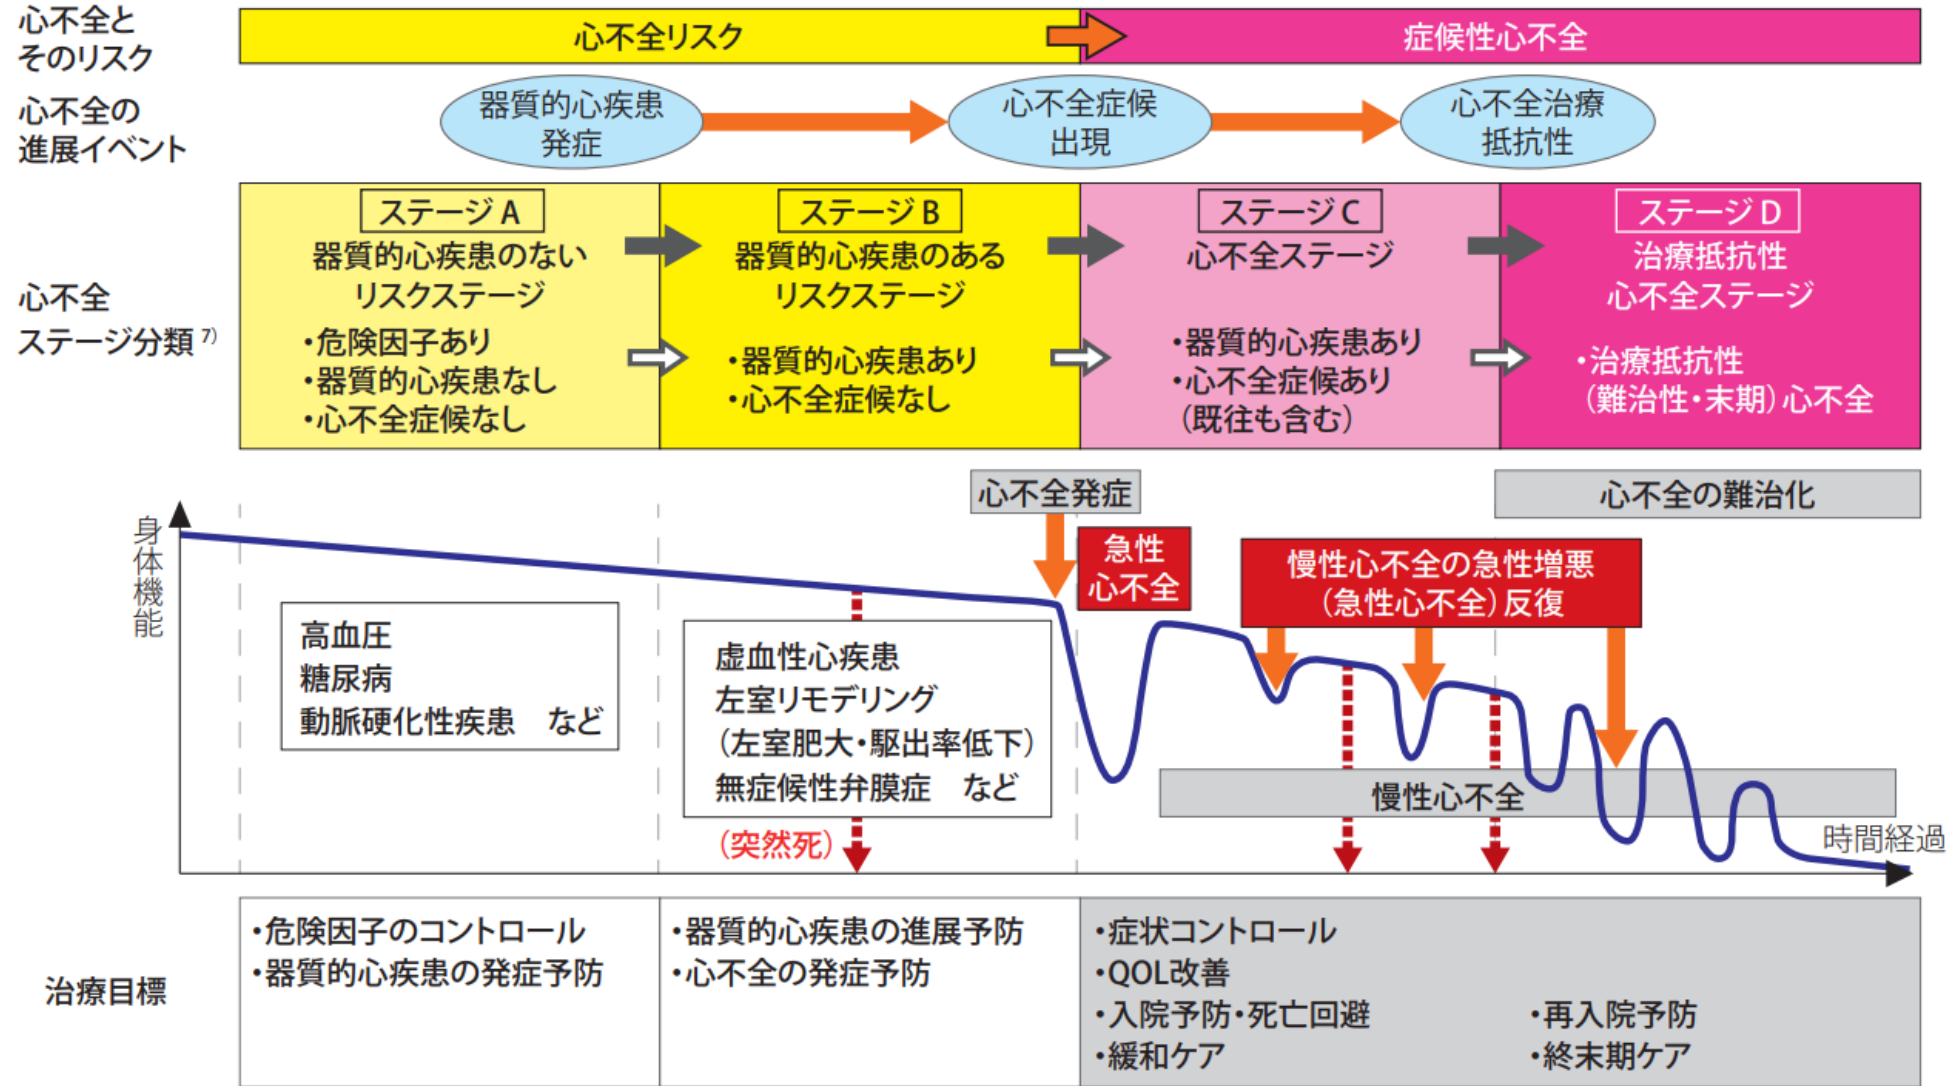 心不全と
そのリスク
心不全リスク
症候性心不全
心不全の
進展イベント
器質的心疾患
発症
心不全症候
出現
心不全治療
抵抗性
心不全
ステージ分類 7)
ステージ A
器質的心疾患のない
リスクステージ
・危険因子あり
・器質的心疾患なし
・心不全症候なし
ステージ B
器質的心疾患のある
リスクステージ
・器質的心疾患あり
・心不全症候なし
ステージ C
心不全ステージ
・器質的心疾患あり
・心不全症候あり
（既往も含む）
ステージ D
治療抵抗性
心不全ステージ
・治療抵抗性
（難治性・末期）心不全
身体機能
心不全発症
心不全の難治化
急性
心不全
慢性心不全の急性増悪
（急性心不全）反復
高血圧
糖尿病
動脈硬化性疾患　など
虚血性心疾患
左室リモデリング
（左室肥大・駆出率低下）
無症候性弁膜症　など
（突然死）
慢性心不全
時間経過
治療目標
・危険因子のコントロール
・器質的心疾患の発症予防
・器質的心疾患の進展予防
・心不全の発症予防
・症状コントロール
・QOL改善
・入院予防・死亡回避
・緩和ケア
・再入院予防
・終末期ケア